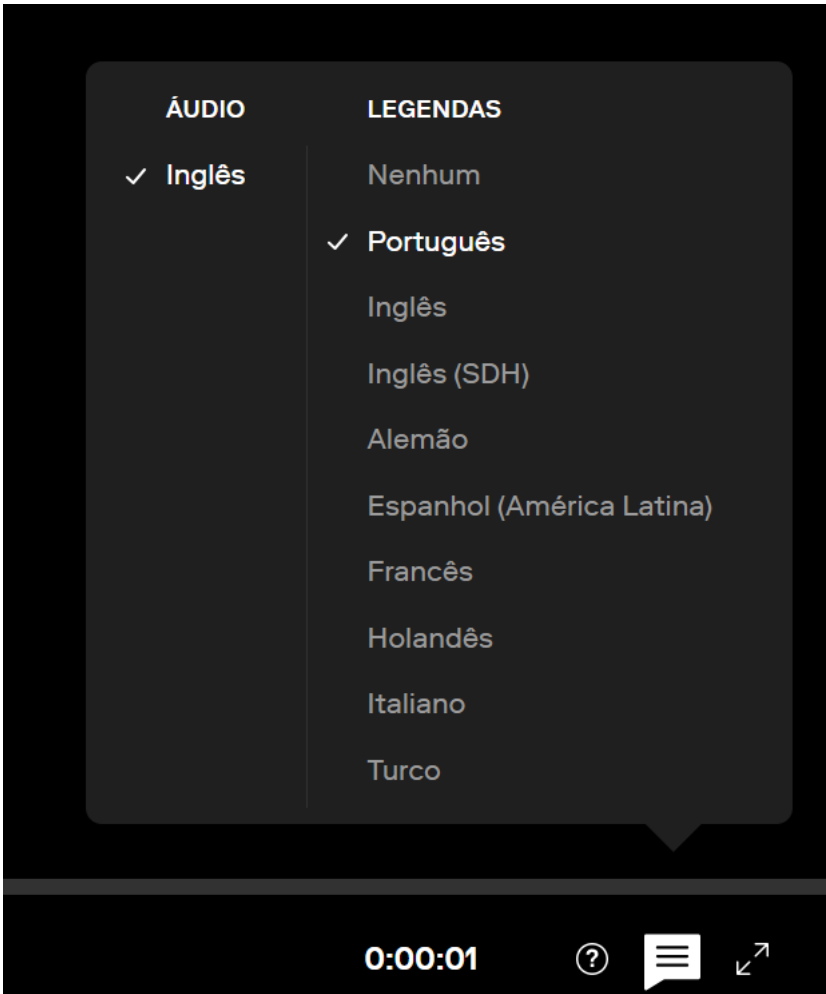 ÁUDIO
Inglês
LEGENDAS
Nenhum
Português
Inglês
Inglês (SDH)
Alemão
Espanhol (América Latina)
Francês
Holandês
Italiano
Turco
0:00:01
?